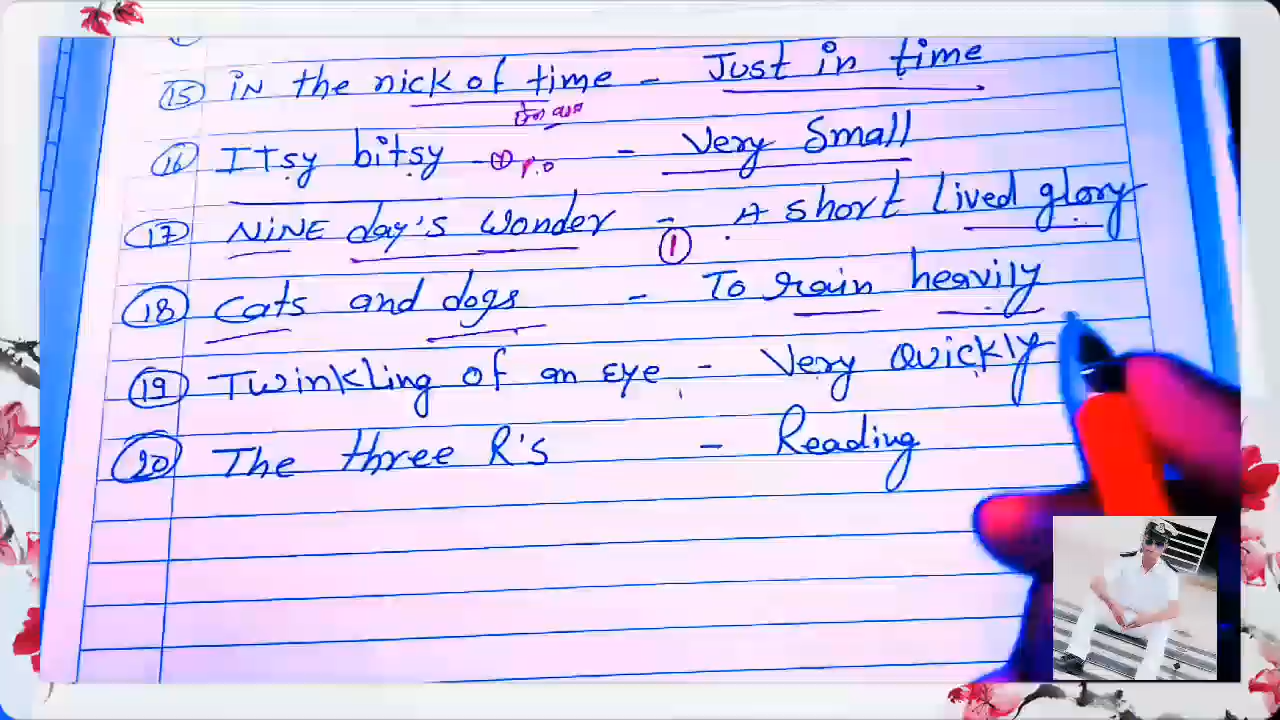 15 IN the nick of time - Just in time
16 ITsy bitsy - Very Small
17 NINE day's wonder - A short lived glory
1
18 Cats and dogs - To rain heavily
19 Twinkling of an Eye - Very Quickly
20 The three R's - Reading